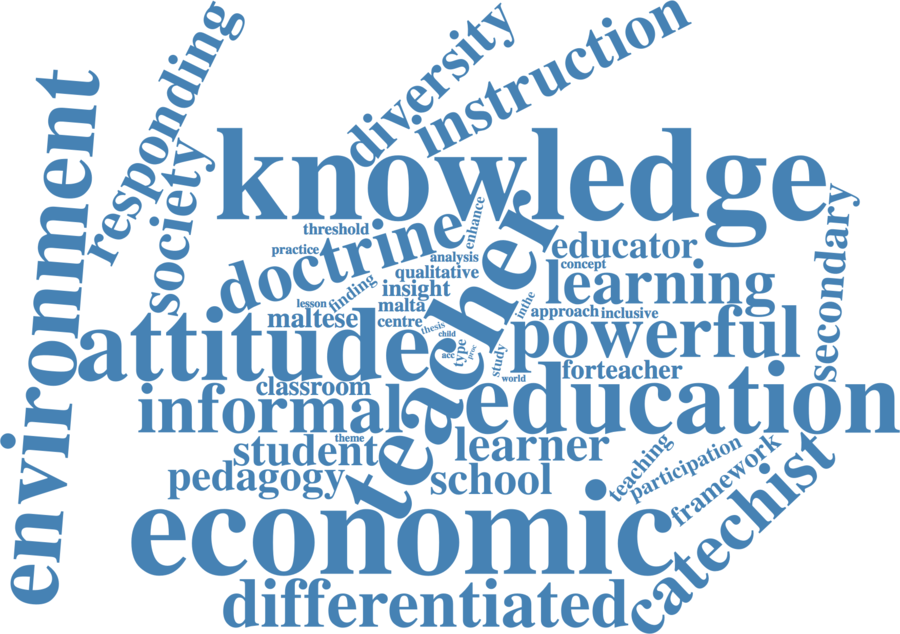 responding
diversity
instruction
environment
society
knowledge
threshold
practice
doctrine
enhance
analysis
qualitative
educator
concept
secondary
insight
learning
finding
lesson
malta
maltese
centre
inthe
approach
inclusive
attitude
thesis
child
teacher
powerful
acc
type
proc
study
world
forteacher
classroom
informal
education
theme
student
learner
pedagogy
school
teaching
participation
framework
catechist
economic
differentiated